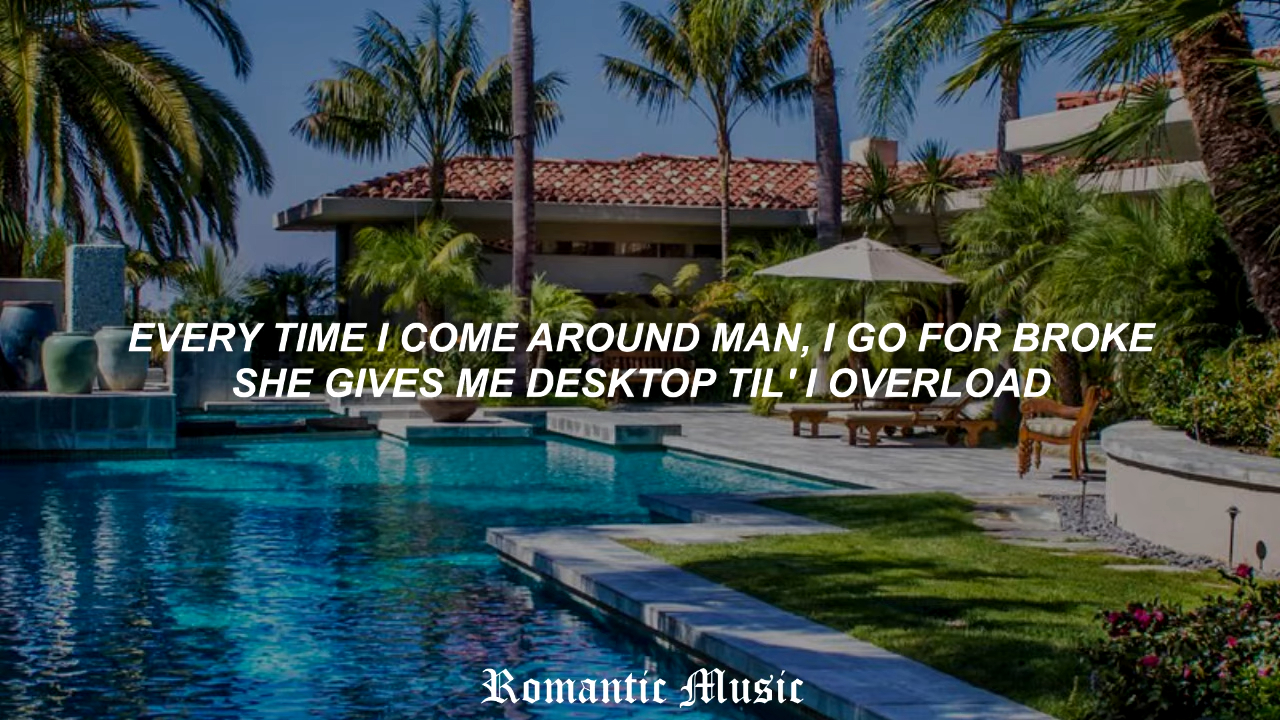 EVERY TIME I COME AROUND MAN, I GO FOR BROKE
SHE GIVES ME DESKTOP TIL' I OVERLOAD
Romantic Music